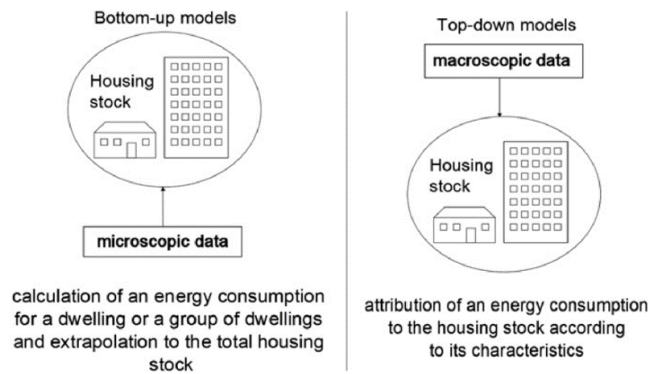 Bottom-up models
Housing
stock
microscopic data
calculation of an energy consumption
for a dwelling or a group of dwellings
and extrapolation to the total housing
stock
Top-down models
macroscopic data
Housing
stock
attribution of an energy consumption
to the housing stock according
to its characteristics